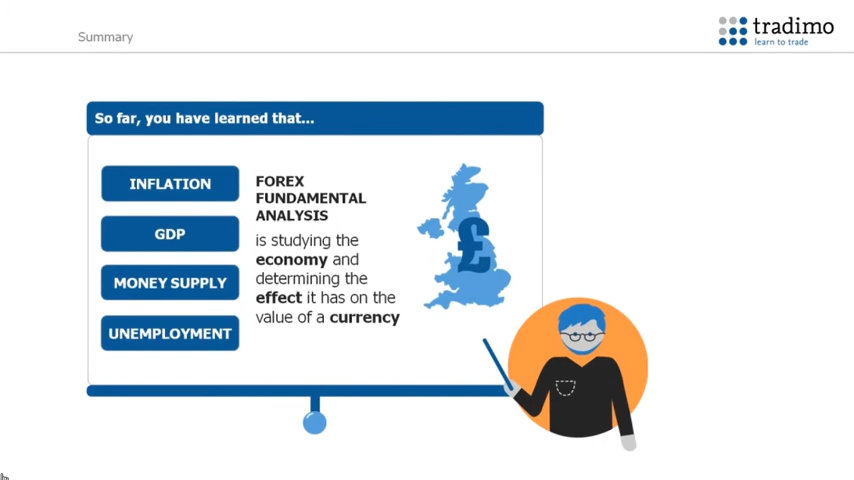 Summary
tradimo
learn to trade
So far, you have learned that...
INFLATION
GDP
MONEY SUPPLY
UNEMPLOYMENT
FOREX
FUNDAMENTAL
ANALYSIS
is studying the
economy and
determining the
effect it has on the
value of a currency
£